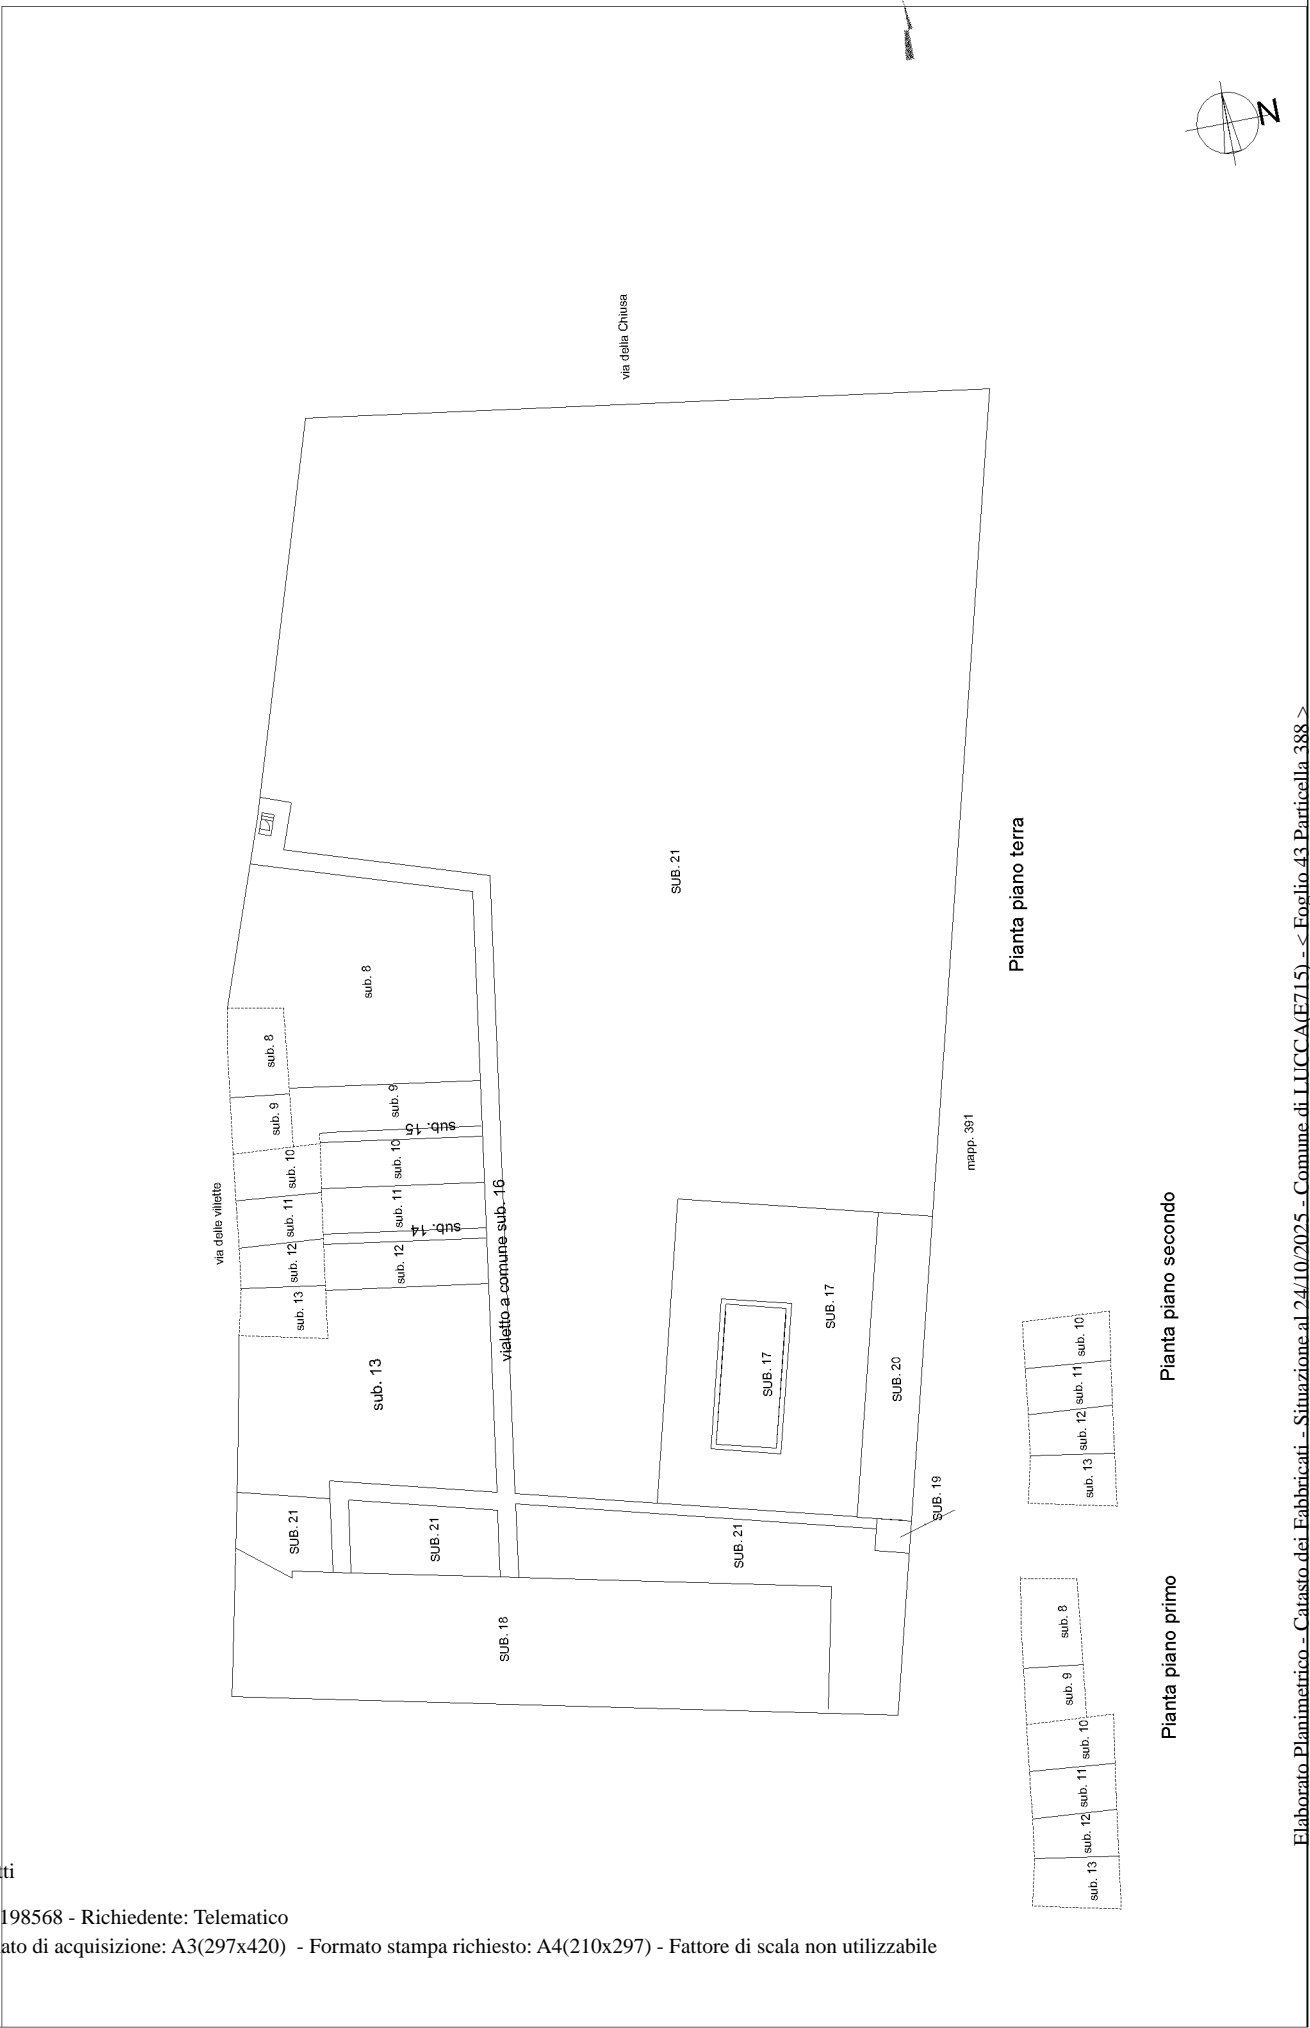 N
via della Chiusa
SUB. 21
Pianta piano terra
sub. 8
sub. 8
sub. 9
sub. 9
sub. 15
sub. 10
sub. 10
sub. 11
sub. 11
sub. 14
sub. 12
sub. 12
sub. 13
via delle villette
vialetto a comune sub. 16
sub. 13
mapp. 391
SUB. 17
SUB. 17
SUB. 20
SUB. 19
SUB. 21
SUB. 21
SUB. 21
SUB. 18
Pianta piano secondo
sub. 10
sub. 11
sub. 12
sub. 13
Pianta piano primo
sub. 8
sub. 9
sub. 10
sub. 11
sub. 12
sub. 13
Elaborato Planimetrico - Catasto dei Fabbricati - Situazione al 24/10/2025 - Comune di LUCCA(E715) - < Foglio 43 Particella 388 >
tti
198568 - Richiedente: Telematico
ato di acquisizione: A3(297x420) - Formato stampa richiesto: A4(210x297) - Fattore di scala non utilizzabile